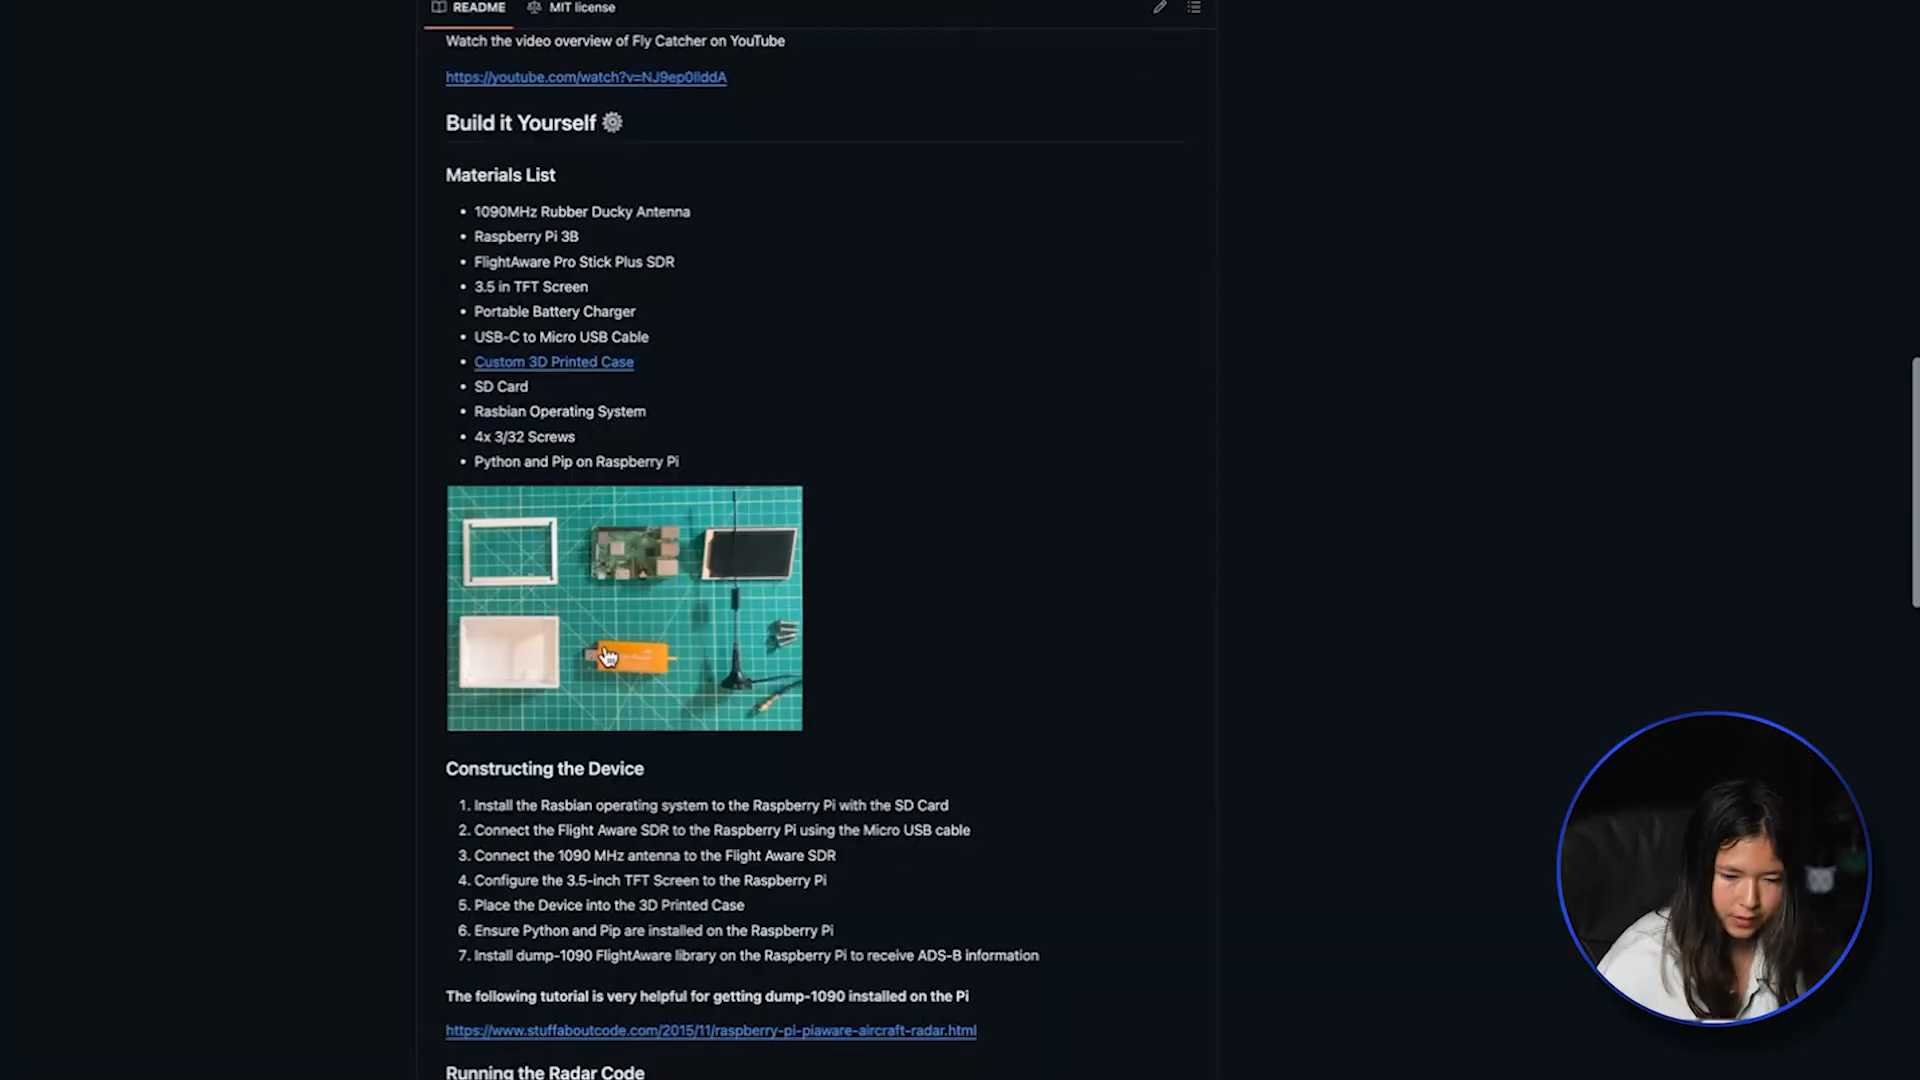 README
MIT license
Watch the video overview of Fly Catcher on YouTube
https://youtube.com/watch?v=NJ9ep0IlddA
Build it Yourself
Materials List
1090MHz Rubber Ducky Antenna
Raspberry Pi 3B
FlightAware Pro Stick Plus SDR
3.5 in TFT Screen
Portable Battery Charger
USB-C to Micro USB Cable
Custom 3D Printed Case
SD Card
Rasbian Operating System
4x 3/32 Screws
Python and Pip on Raspberry Pi
Constructing the Device
1. Install the Rasbian operating system to the Raspberry Pi with the SD Card
2. Connect the Flight Aware SDR to the Raspberry Pi using the Micro USB cable
3. Connect the 1090 MHz antenna to the Flight Aware SDR
4. Configure the 3.5-inch TFT Screen to the Raspberry Pi
5. Place the Device into the 3D Printed Case
6. Ensure Python and Pip are installed on the Raspberry Pi
7. Install dump-1090 FlightAware library on the Raspberry Pi to receive ADS-B information
The following tutorial is very helpful for getting dump-1090 installed on the Pi
https://www.stuffaboutcode.com/2015/11/raspberry-pi-piaware-aircraft-radar.html
Running the Radar Code